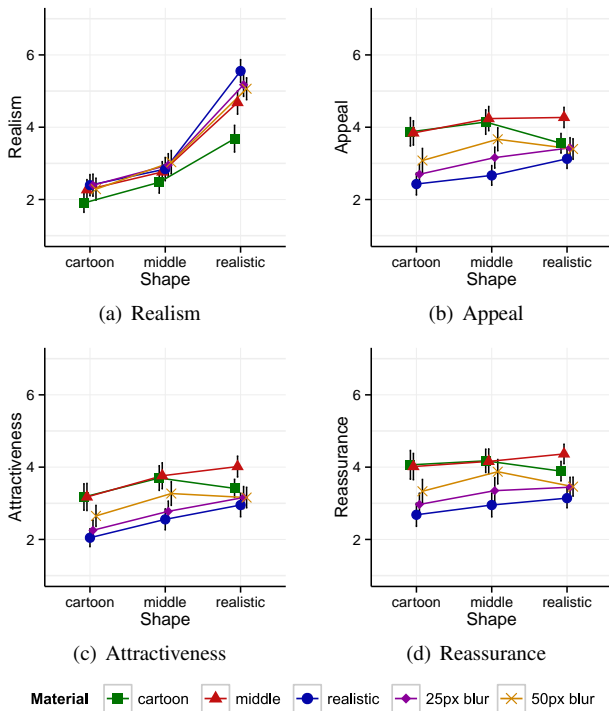 6
4
2
Realism
cartoon middle realistic
Shape
(a) Realism
6
4
2
Appeal
cartoon middle realistic
Shape
(b) Appeal
6
4
2
Attractiveness
cartoon middle realistic
Shape
(c) Attractiveness
6
4
2
Reassurance
cartoon middle realistic
Shape
(d) Reassurance
Material cartoon middle realistic 25px blur 50px blur